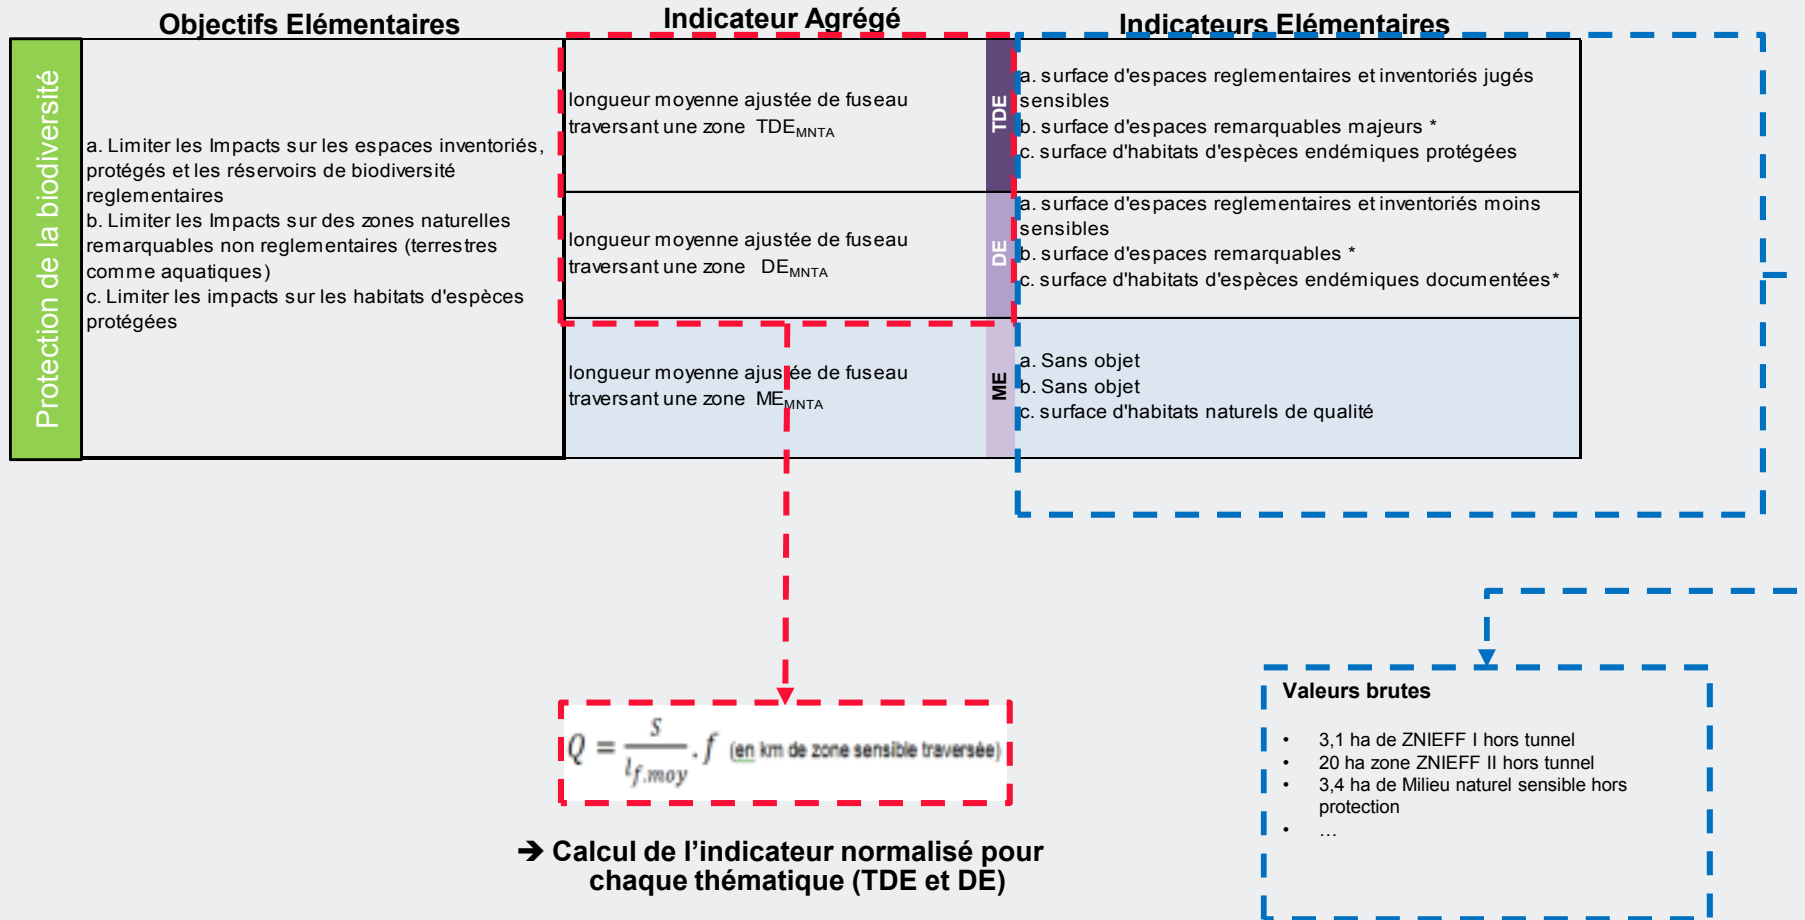 Objectifs Elémentaires
Indicateur Agrégé
Indicateurs Elémentaires
Protection de la biodiversité
a. Limiter les Impacts sur les espaces inventoriés,
protégés et les réservoirs de biodiversité
reglementaires
b. Limiter les Impacts sur des zones naturelles
remarquables non reglementaires (terrestres
comme aquatiques)
c. Limiter les impacts sur les habitats d'espèces
protégées
longueur moyenne ajustée de fuseau
traversant une zone TDE_MNTA
TDE
a. surface d'espaces reglementaires et inventoriés jugés
sensibles
b. surface d'espaces remarquables majeurs *
c. surface d'habitats d'espèces endémiques protégées
longueur moyenne ajustée de fuseau
traversant une zone DE_MNTA
DE
a. surface d'espaces reglementaires et inventoriés moins
sensibles
b. surface d'espaces remarquables *
c. surface d'habitats d'espèces endémiques documentées*
longueur moyenne ajustée de fuseau
traversant une zone ME_MNTA
ME
a. Sans objet
b. Sans objet
c. surface d'habitats naturels de qualité
Q = S / l_f.moy . f (en km de zone sensible traversée)
➔ Calcul de l'indicateur normalisé pour
chaque thématique (TDE et DE)
Valeurs brutes
• 3,1 ha de ZNIEFF I hors tunnel
• 20 ha zone ZNIEFF II hors tunnel
• 3,4 ha de Milieu naturel sensible hors
protection
• …